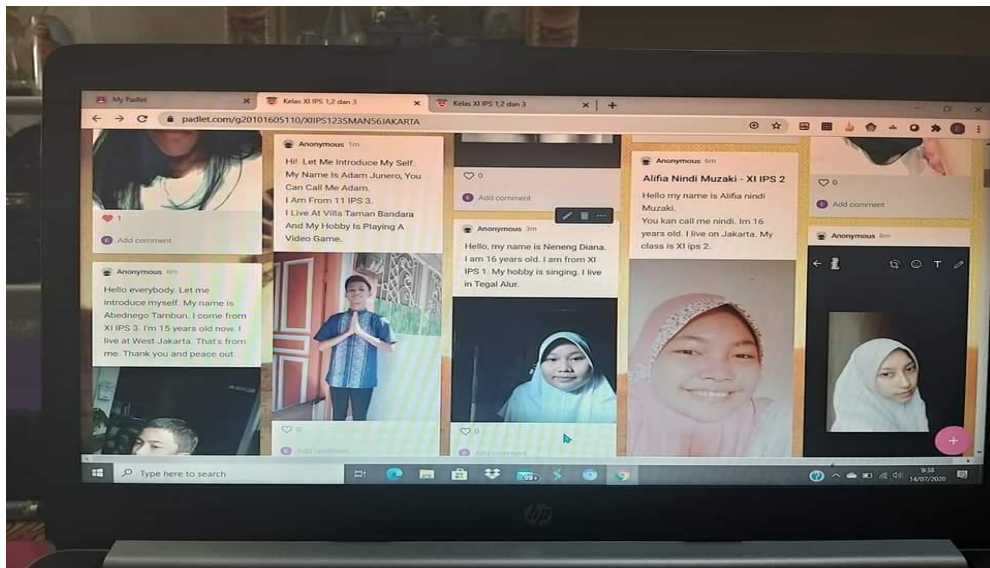 My Padlet
Kelas XI IPS 1,2 dan 3
Kelas XI IPS 1,2 dan 3
padlet.com/g20101605110/XIIPS123SMAN56JAKARTA
1
Add comment
Anonymous 6m
Hello everybody. Let me
introduce myself. My name is
Abednego Tambun. I come from
XI IPS 3. I'm 15 years old now. I
live at West Jakarta. That's from
me. Thank you and peace out
Anonymous 1m
Hi! Let Me Introduce My Self.
My Name Is Adam Junero, You
Can Call Me Adam.
I Am From 11 IPS 3.
I Live At Villa Taman Bandara
And My Hobby Is Playing A
Video Game.
0
Add comment
0
Add comment
Anonymous 3m
Hello, my name is Neneng Diana.
I am 16 years old. I am from XI
IPS 1. My hobby is singing. I live
in Tegal Alur.
0
Add comment
Anonymous 6m
Alifia Nindi Muzaki - XI IPS 2
Hello my name is Alifia nindi
Muzaki.
You kan call me nindi. Im 16
years old. I live on Jakarta. My
class is XI ips 2.
0
Add comment
Anonymous 8m
T
Type here to search
99+
9:38
14/07/2020
hp